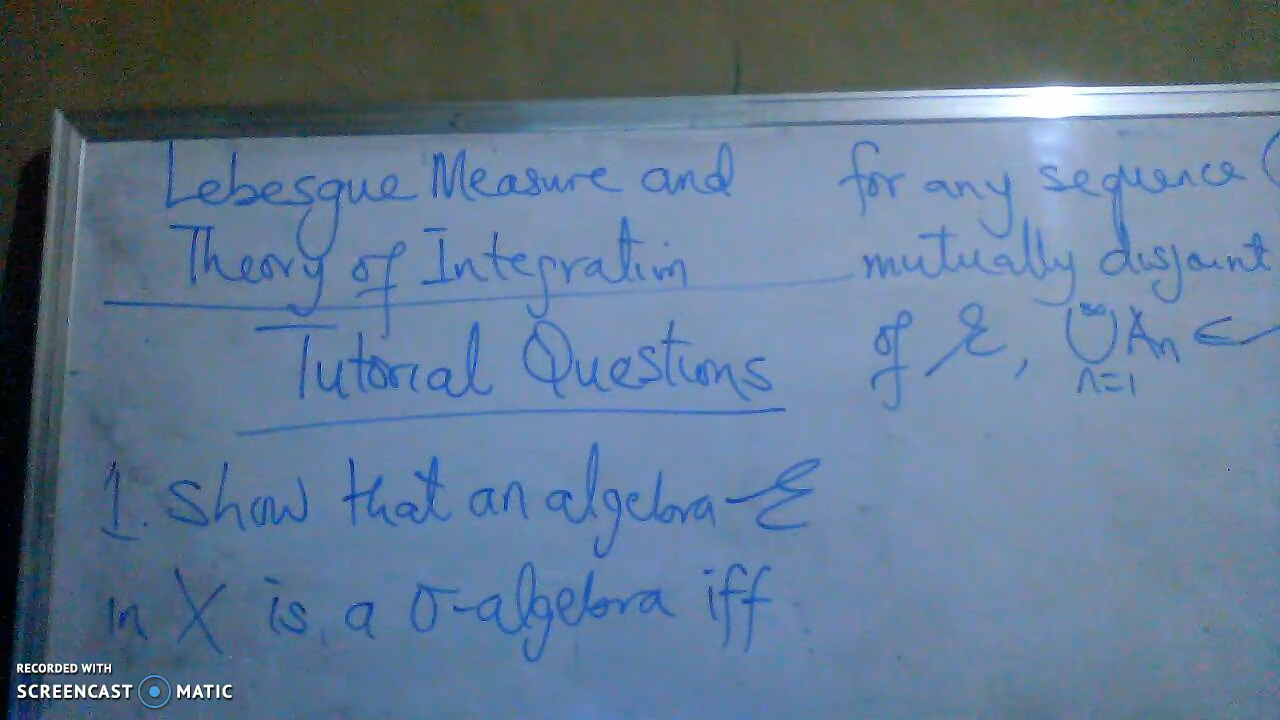 Lebesgue Measure and
Theory of Integration
Tutorial Questions
1. Show that an algebra ℰ
in X is a σ-algebra iff
for any sequence (
mutually disjoint
of ℰ, ⋃_{n=1}^{∞} A_n ∈
RECORDED WITH
SCREENCAST MATIC